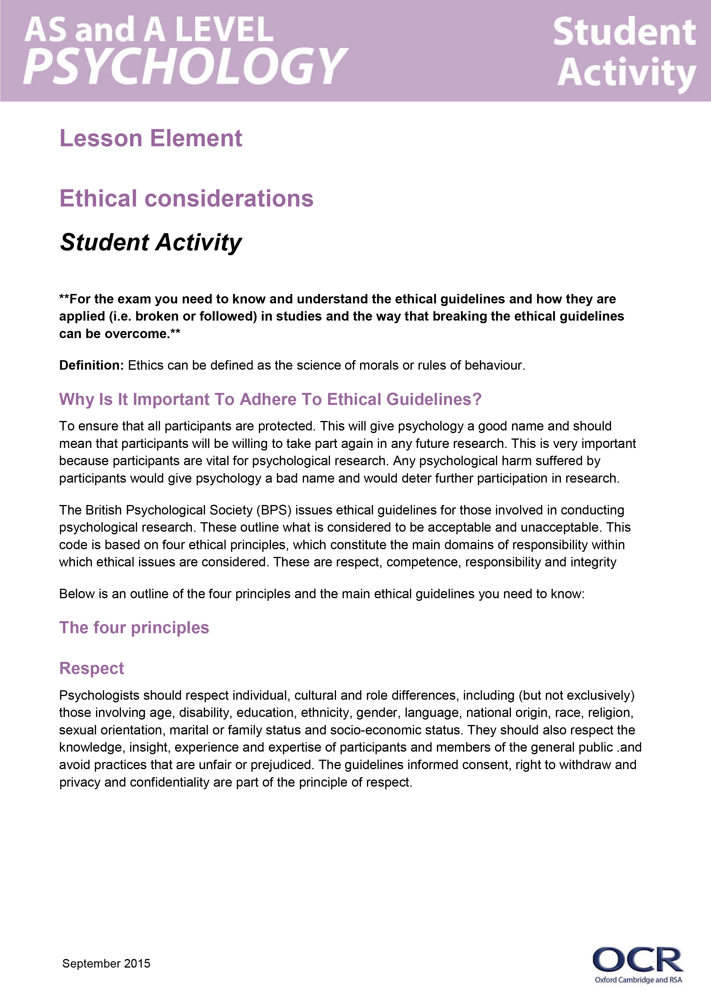 AS and A LEVEL
PSYCHOLOGY
Student
Activity
Lesson Element
Ethical considerations
Student Activity
**For the exam you need to know and understand the ethical guidelines and how they are
applied (i.e. broken or followed) in studies and the way that breaking the ethical guidelines
can be overcome.**
Definition: Ethics can be defined as the science of morals or rules of behaviour.
Why Is It Important To Adhere To Ethical Guidelines?
To ensure that all participants are protected. This will give psychology a good name and should
mean that participants will be willing to take part again in any future research. This is very important
because participants are vital for psychological research. Any psychological harm suffered by
participants would give psychology a bad name and would deter further participation in research.
The British Psychological Society (BPS) issues ethical guidelines for those involved in conducting
psychological research. These outline what is considered to be acceptable and unacceptable. This
code is based on four ethical principles, which constitute the main domains of responsibility within
which ethical issues are considered. These are respect, competence, responsibility and integrity
Below is an outline of the four principles and the main ethical guidelines you need to know:
The four principles
Respect
Psychologists should respect individual, cultural and role differences, including (but not exclusively)
those involving age, disability, education, ethnicity, gender, language, national origin, race, religion,
sexual orientation, marital or family status and socio-economic status. They should also respect the
knowledge, insight, experience and expertise of participants and members of the general public .and
avoid practices that are unfair or prejudiced. The guidelines informed consent, right to withdraw and
privacy and confidentiality are part of the principle of respect.
September 2015
OCR
Oxford Cambridge and RSA